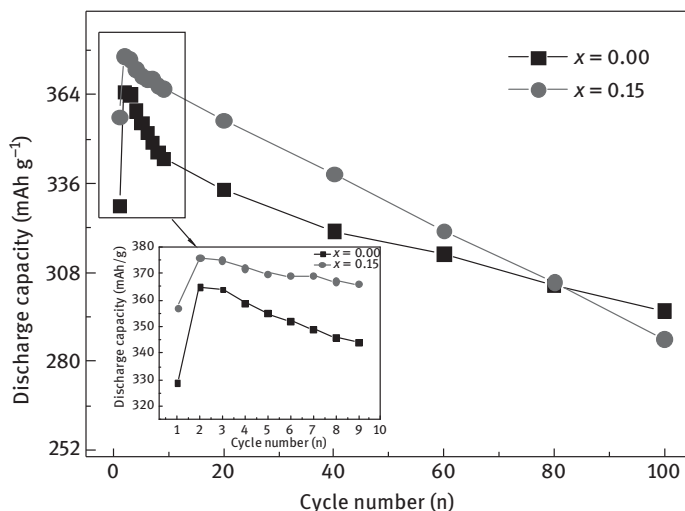 Discharge capacity (mAh g⁻¹)
364
336
308
280
252
x = 0.00
x = 0.15
Discharge capacity (mAh/g)
380
370
360
350
340
330
320
x = 0.00
x = 0.15
1 2 3 4 5 6 7 8 9 10
Cycle number (n)
0 20 40 60 80 100
Cycle number (n)